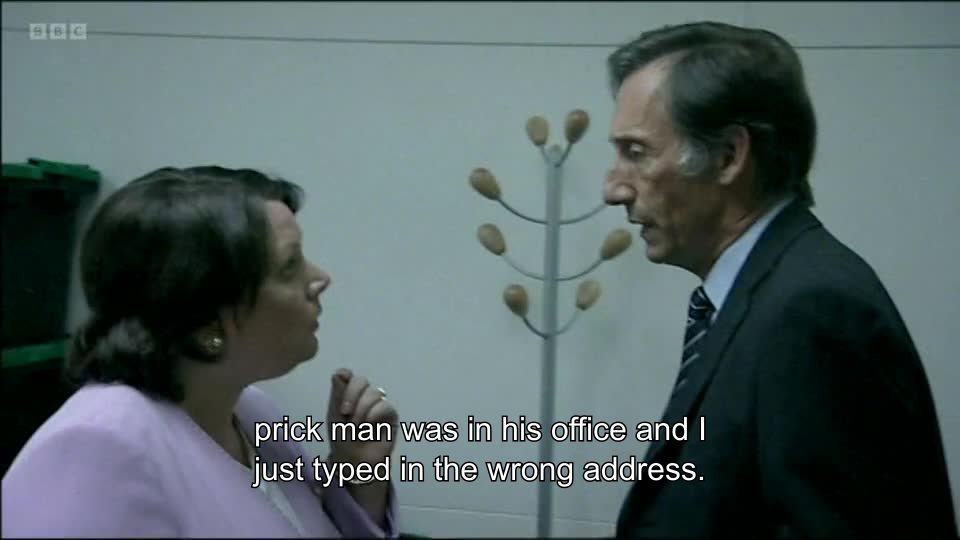 BBC
prick man was in his office and I
just typed in the wrong address.